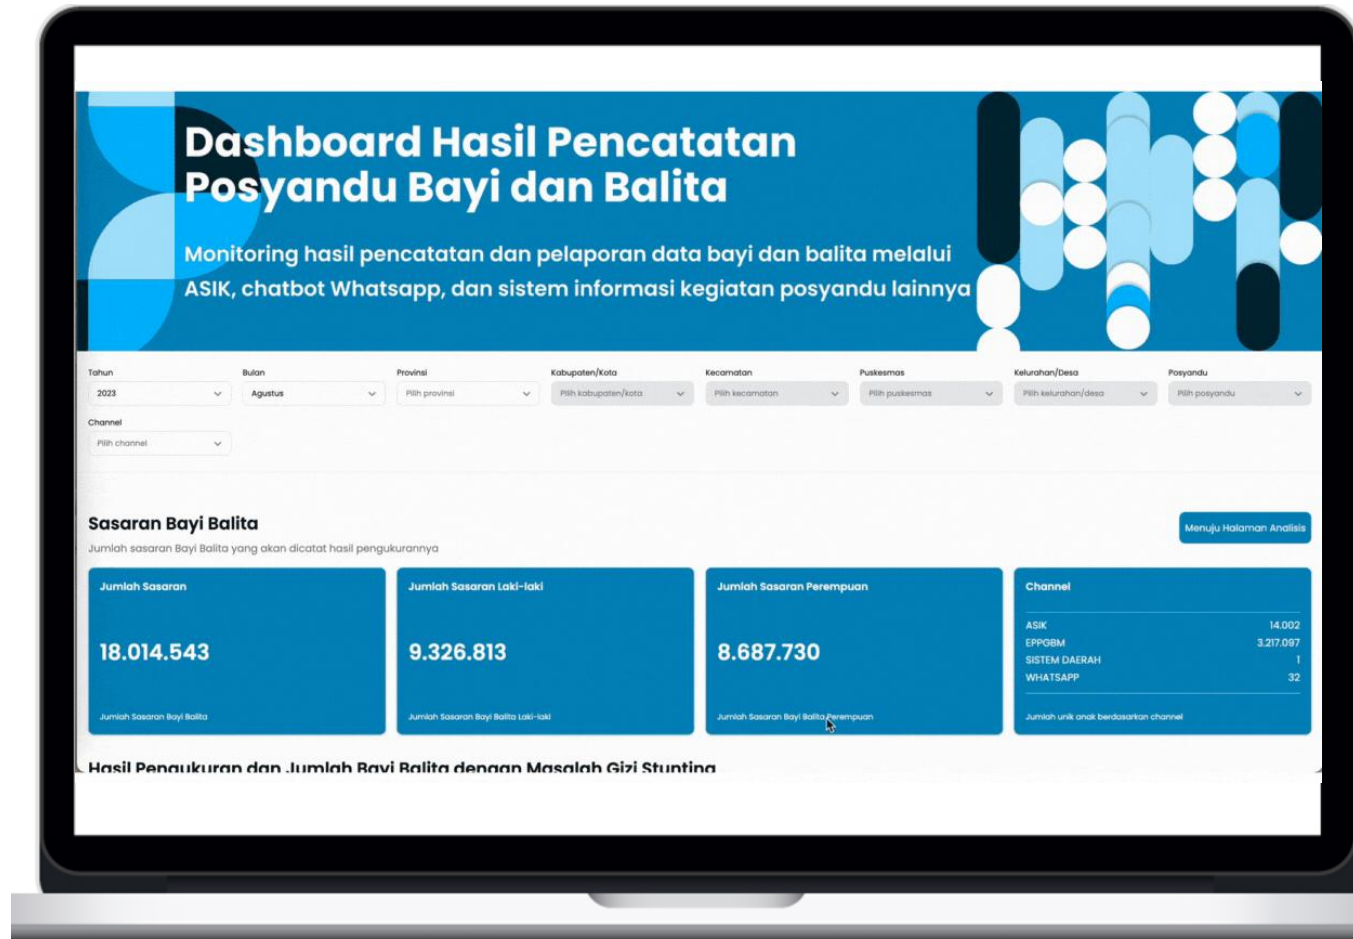 Dashboard Hasil Pencatatan
Posyandu Bayi dan Balita
Monitoring hasil pencatatan dan pelaporan data bayi dan balita melalui
ASIK, chatbot Whatsapp, dan sistem informasi kegiatan posyandu lainnya
Tahun Bulan Provinsi Kabupaten/Kota Kecamatan Puskesmas Kelurahan/Desa Posyandu
2023 Agustus Pilih provinsi Pilih kabupaten/kota Pilih kecamatan Pilih puskesmas Pilih kelurahan/desa Pilih posyandu
Channel
Pilih channel
Sasaran Bayi Balita
Jumlah sasaran Bayi Balita yang akan dicatat hasil pengukurannya
Menuju Halaman Analisis
Jumlah Sasaran
18.014.543
Jumlah Sasaran Bayi Balita
Jumlah Sasaran Laki-laki
9.326.813
Jumlah Sasaran Bayi Balita Laki-laki
Jumlah Sasaran Perempuan
8.687.730
Jumlah Sasaran Bayi Balita Perempuan
Channel
ASIK 14.002
EPPGBM 3.217.097
SISTEM DAERAH 1
WHATSAPP 32
Jumlah unik anak berdasarkan channel
Hasil Pengukuran dan Jumlah Bayi Balita dengan Masalah Gizi Stunting